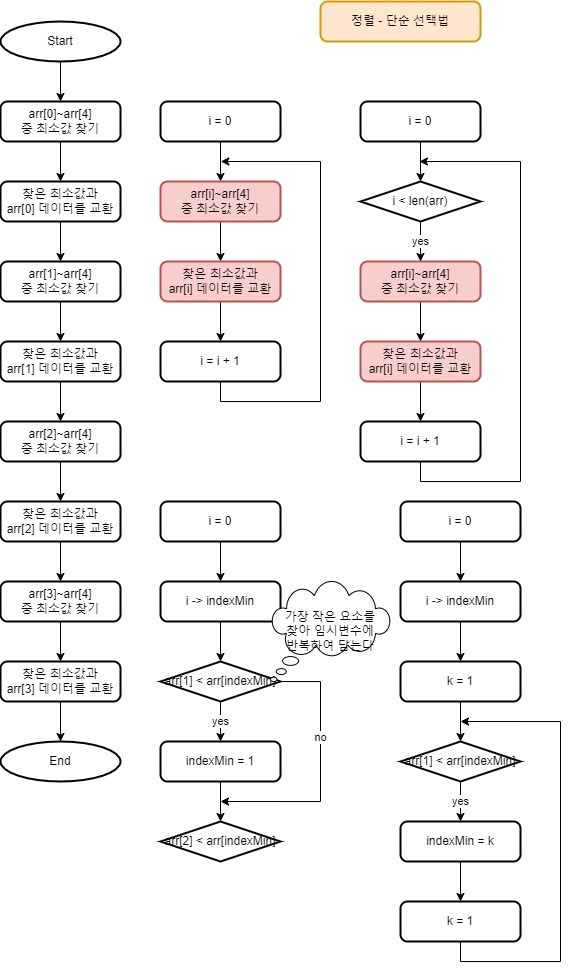 정렬 - 단순 선택법
Start
arr[0]~arr[4]
중 최소값 찾기
찾은 최소값과
arr[0] 데이터를 교환
arr[1]~arr[4]
중 최소값 찾기
찾은 최소값과
arr[1] 데이터를 교환
arr[2]~arr[4]
중 최소값 찾기
찾은 최소값과
arr[2] 데이터를 교환
arr[3]~arr[4]
중 최소값 찾기
찾은 최소값과
arr[3] 데이터를 교환
End
i = 0
arr[i]~arr[4]
중 최소값 찾기
찾은 최소값과
arr[i] 데이터를 교환
i = i + 1
i = 0
i < len(arr)
yes
arr[i]~arr[4]
중 최소값 찾기
찾은 최소값과
arr[i] 데이터를 교환
i = i + 1
i = 0
i -> indexMin
가장 작은 요소를
찾아 임시변수에
반복하여 담는다
arr[1] < arr[indexMin]
yes
no
indexMin = 1
arr[2] < arr[indexMin]
i = 0
i -> indexMin
k = 1
arr[1] < arr[indexMin]
yes
indexMin = k
k = 1